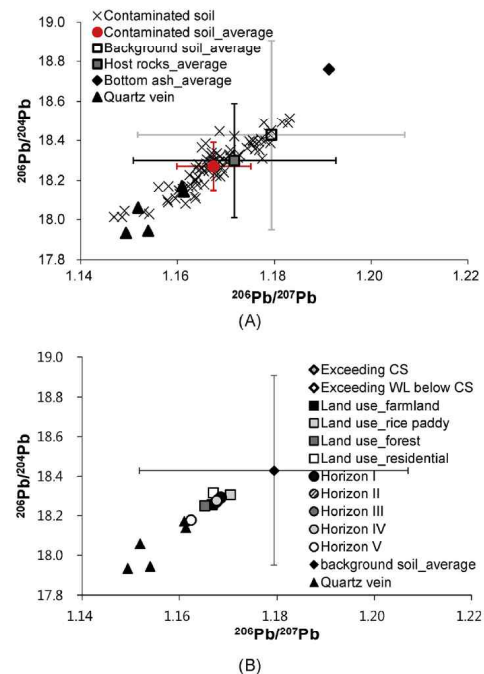 19.0
18.8
18.6
18.4
18.2
18.0
17.8
²⁰⁶Pb/²⁰⁴Pb
Contaminated soil
Contaminated soil_average
Background soil_average
Host rocks_average
Bottom ash_average
Quartz vein
1.14 1.16 1.18 1.20 1.22
²⁰⁶Pb/²⁰⁷Pb
(A)
19.0
18.8
18.6
18.4
18.2
18.0
17.8
²⁰⁶Pb/²⁰⁴Pb
Exceeding CS
Exceeding WL below CS
Land use_farmland
Land use_rice paddy
Land use_forest
Land use_residential
Horizon I
Horizon II
Horizon III
Horizon IV
Horizon V
background soil_average
Quartz vein
1.14 1.16 1.18 1.20 1.22
²⁰⁶Pb/²⁰⁷Pb
(B)